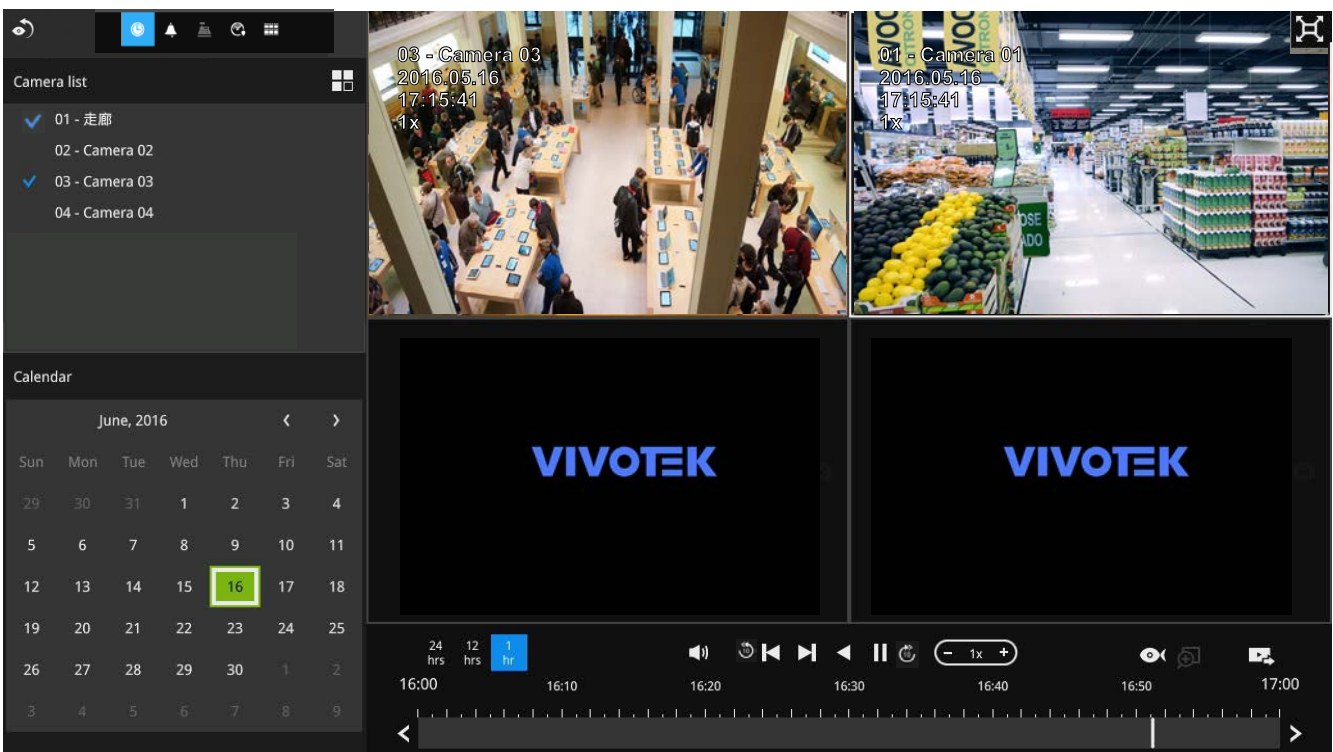 Camera list
01 - 走廊
02 - Camera 02
03 - Camera 03
04 - Camera 04
Calendar
June, 2016
Sun Mon Tue Wed Thu Fri Sat
29 30 31 1 2 3 4
5 6 7 8 9 10 11
12 13 14 15 16 17 18
19 20 21 22 23 24 25
26 27 28 29 30 1 2
3 4 5 6 7 8 9
03 - Camera 03
2016.05.16
17:15:41
1x
01 - Camera 01
2016.05.16
17:15:41
1x
VIVOTEK
VIVOTEK
24 hrs 12 hrs 1 hr
10 10
− 1x +
16:00 16:10 16:20 16:30 16:40 16:50 17:00